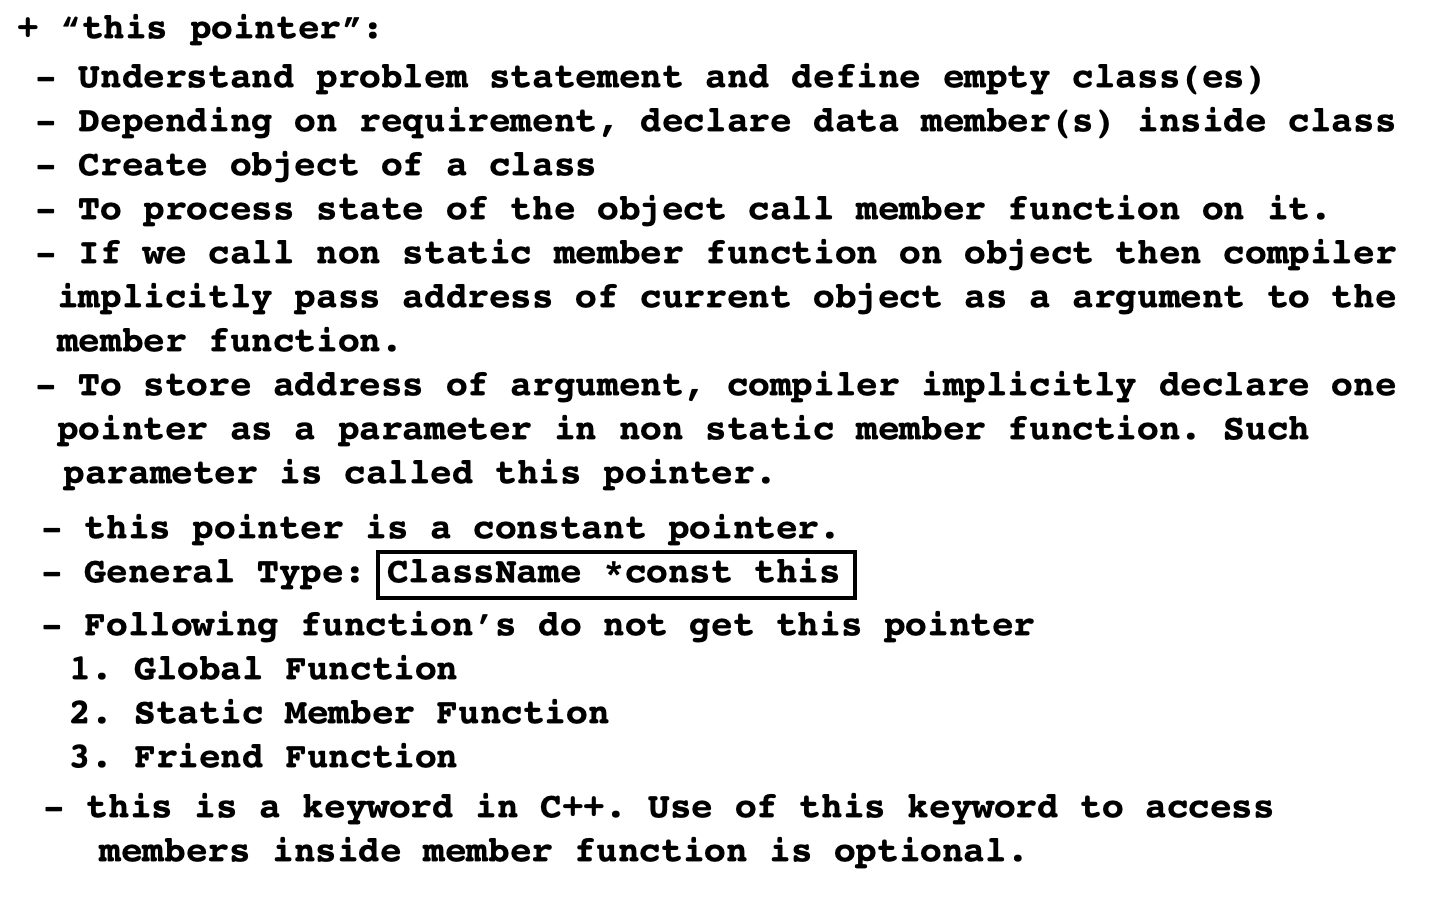 + “this pointer”:
- Understand problem statement and define empty class(es)
- Depending on requirement, declare data member(s) inside class
- Create object of a class
- To process state of the object call member function on it.
- If we call non static member function on object then compiler
implicitly pass address of current object as a argument to the
member function.
- To store address of argument, compiler implicitly declare one
pointer as a parameter in non static member function. Such
parameter is called this pointer.
- this pointer is a constant pointer.
- General Type: ClassName *const this
- Following function’s do not get this pointer
1. Global Function
2. Static Member Function
3. Friend Function
- this is a keyword in C++. Use of this keyword to access
members inside member function is optional.